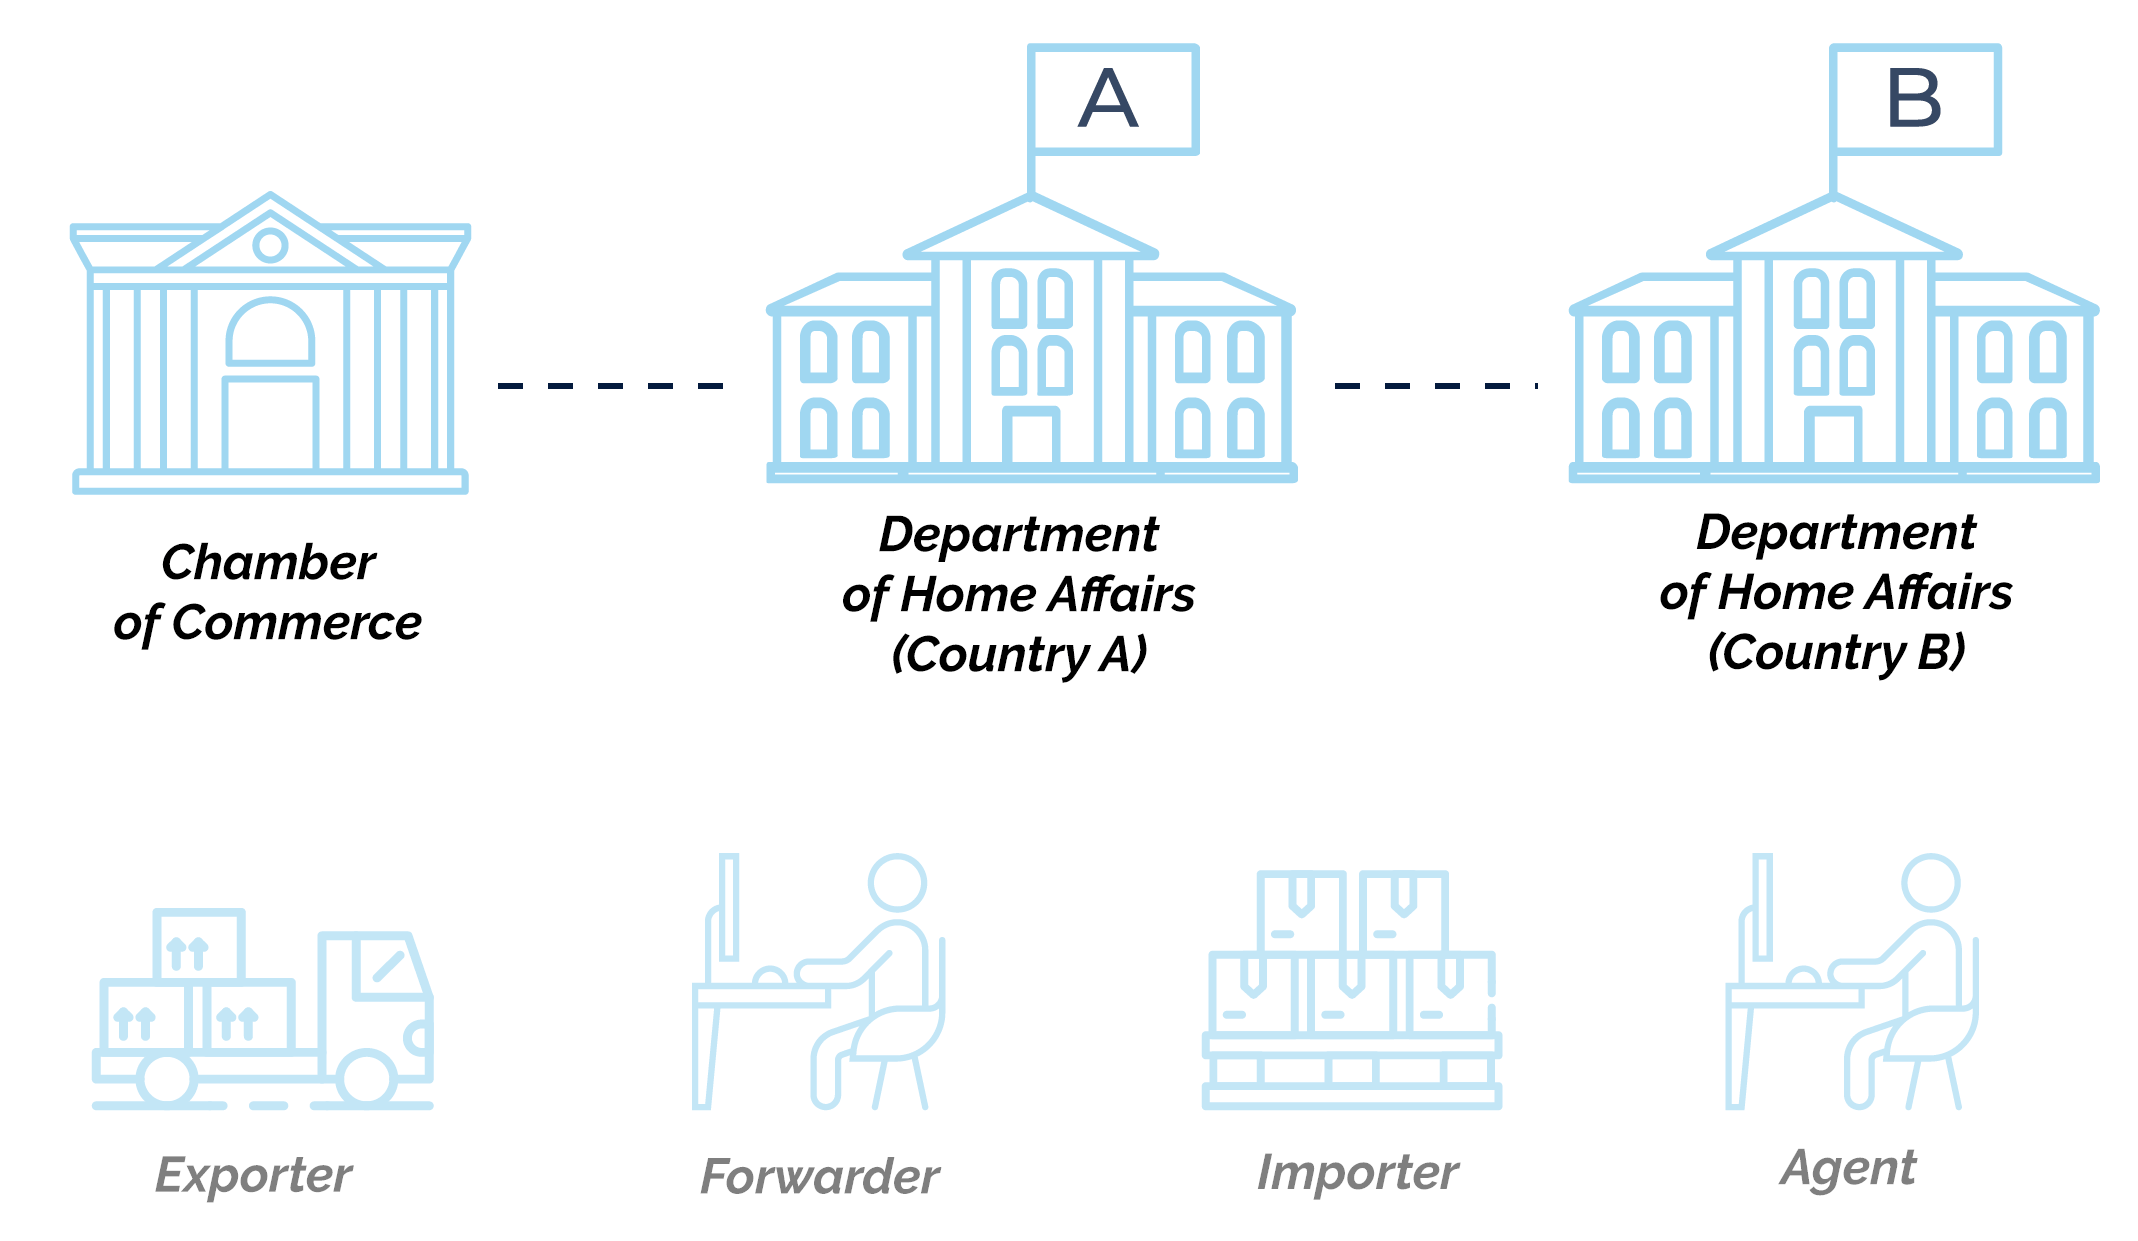 A
B
Chamber
of Commerce
Department
of Home Affairs
(Country A)
Department
of Home Affairs
(Country B)
Exporter
Forwarder
Importer
Agent